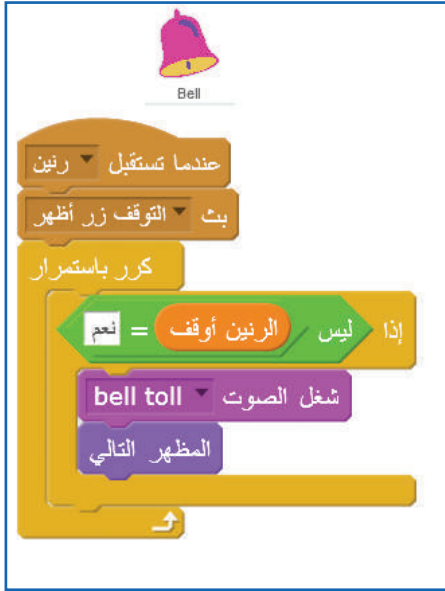 Bell
عندما تستقبل رنين
بث التوقف زر أظهر
كرر باستمرار
إذا ليس الرنين أوقف = نعم
شغل الصوت bell toll
المظهر التالي